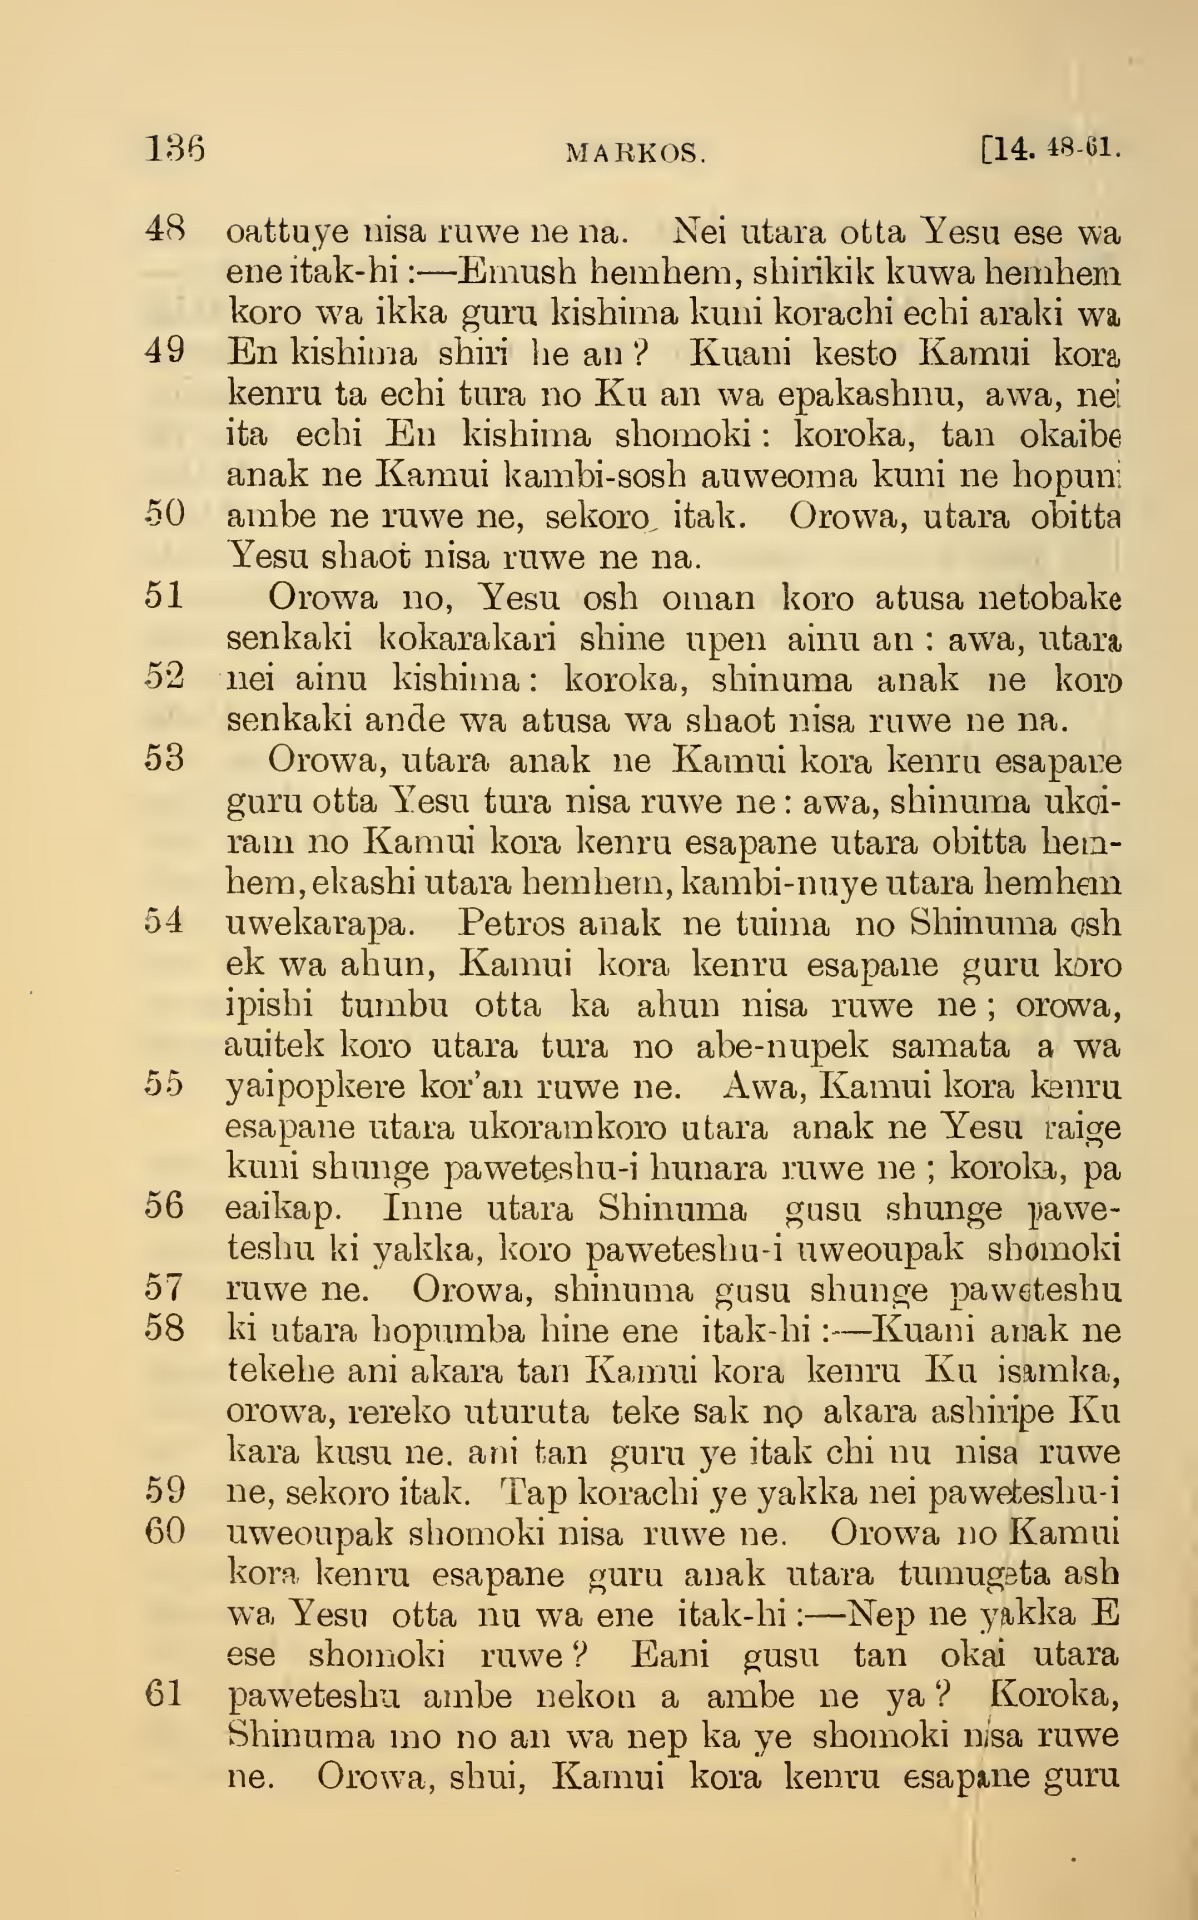 136 MARKOS. [14. 48-61.
48 oattuye nisa ruwe ne na. Nei utara otta Yesu ese wa
ene itak-hi :—Emush hemhem, shirikik kuwa hemhem
koro wa ikka guru kishima kuni korachi echi araki wa
49 En kishima shiri he an ? Kuani kesto Kamui kora
kenru ta echi tura no Ku an wa epakashnu, awa, nei
ita echi En kishima shomoki : koroka, tan okaibe
anak ne Kamui kambi-sosh auweoma kuni ne hopuni
50 ambe ne ruwe ne, sekoro itak. Orowa, utara obitta
Yesu shaot nisa ruwe ne na.
51 Orowa no, Yesu osh oman koro atusa netobake
senkaki kokarakari shine upen ainu an : awa, utara
52 nei ainu kishima : koroka, shinuma anak ne koro
senkaki ande wa atusa wa shaot nisa ruwe ne na.
53 Orowa, utara anak ne Kamui kora kenru esapane
guru otta Yesu tura nisa ruwe ne : awa, shinuma ukoi-
ram no Kamui kora kenru esapane utara obitta hem-
hem, ekashi utara hemhem, kambi-nuye utara hemhem
54 uwekarapa. Petros anak ne tuima no Shinuma osh
ek wa ahun, Kamui kora kenru esapane guru koro
ipishi tumbu otta ka ahun nisa ruwe ne ; orowa,
auitek koro utara tura no abe-nupek samata a wa
55 yaipopkere kor'an ruwe ne. Awa, Kamui kora kenru
esapane utara ukoramkoro utara anak ne Yesu raige
kuni shunge paweteshu-i hunara ruwe ne ; koroka, pa
56 eaikap. Inne utara Shinuma gusu shunge pawe-
teshu ki yakka, koro paweteshu-i uweoupak shomoki
57 ruwe ne. Orowa, shinuma gusu shunge paweteshu
58 ki utara hopumba hine ene itak-hi :—Kuani anak ne
tekehe ani akara tan Kamui kora kenru Ku isamka,
orowa, rereko uturuta teke sak no akara ashiripe Ku
kara kusu ne. ani tan guru ye itak chi nu nisa ruwe
59 ne, sekoro itak. Tap korachi ye yakka nei paweteshu-i
60 uweoupak shomoki nisa ruwe ne. Orowa no Kamui
kora kenru esapane guru anak utara tumugeta ash
wa Yesu otta nu wa ene itak-hi :—Nep ne yakka E
ese shomoki ruwe ? Eani gusu tan okai utara
61 paweteshu ambe nekon a ambe ne ya ? Koroka,
Shinuma mo no an wa nep ka ye shomoki nisa ruwe
ne. Orowa, shui, Kamui kora kenru esapane guru